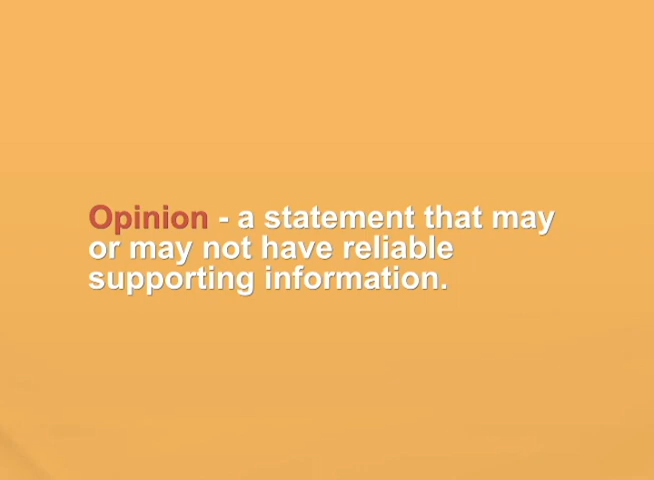 Opinion - a statement that may
or may not have reliable
supporting information.